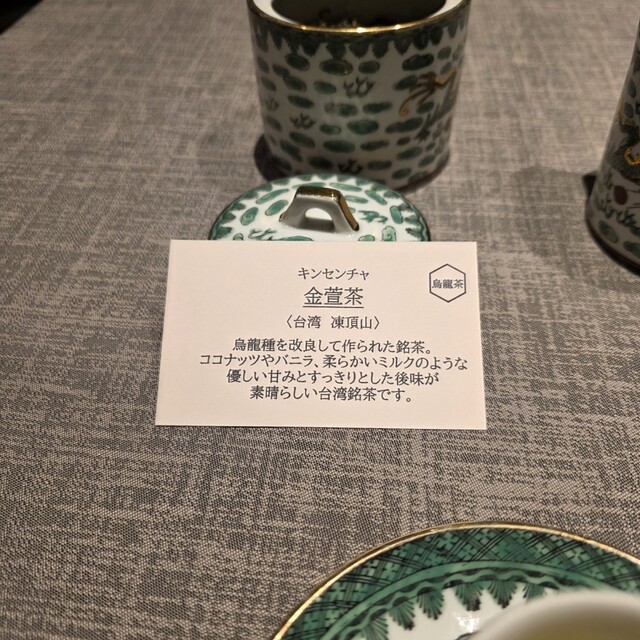 キンセンチャ
金萱茶
烏龍茶
〈台湾 凍頂山〉
烏龍種を改良して作られた銘茶。
ココナッツやバニラ、柔らかいミルクのような
優しい甘みとすっきりとした後味が
素晴らしい台湾銘茶です。